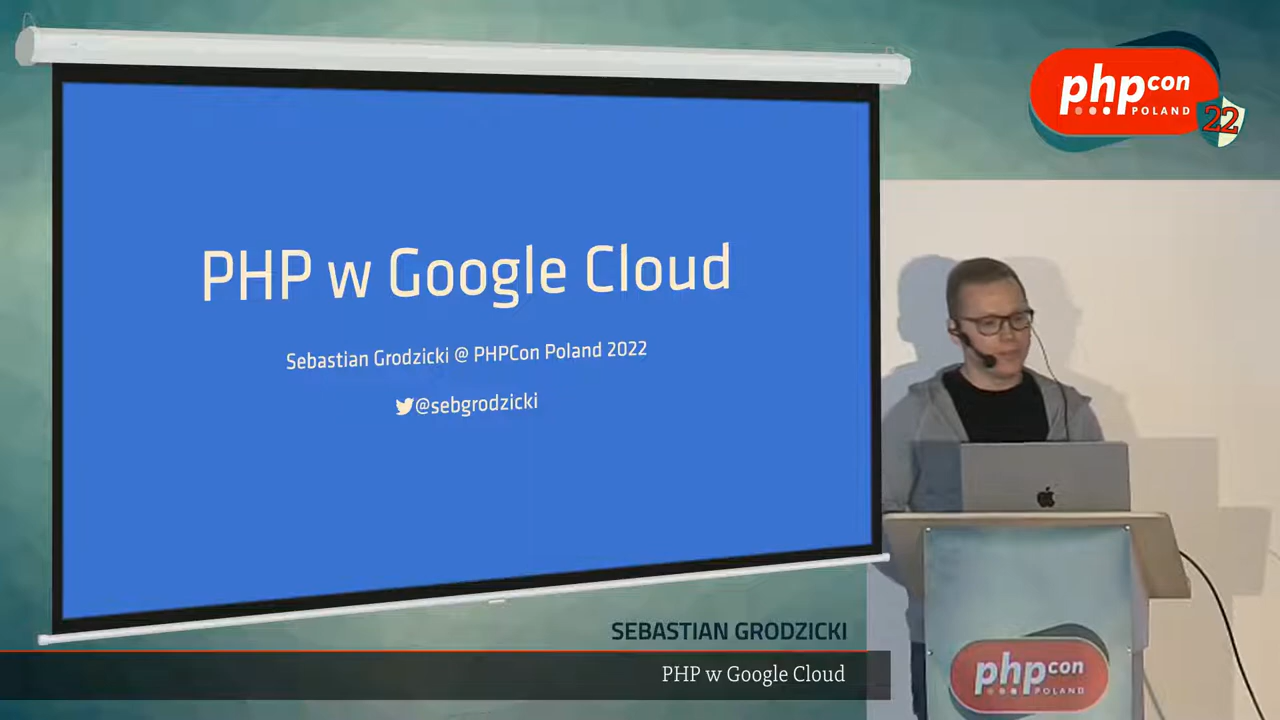 PHP w Google Cloud
Sebastian Grodzicki @ PHPCon Poland 2022
@sebgrodzicki
phpcon
POLAND
22
SEBASTIAN GRODZICKI
PHP w Google Cloud
phpcon
POLAND